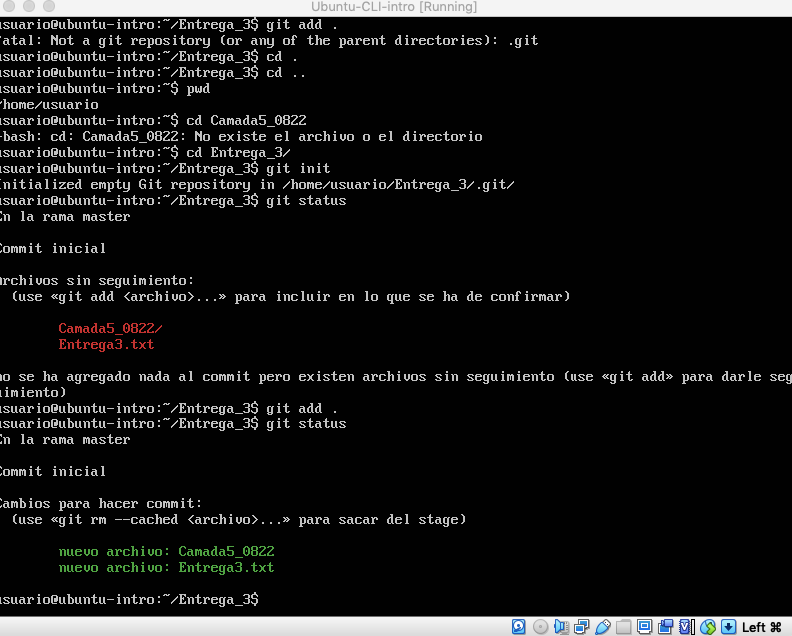 Ubuntu-CLI-intro [Running]
usuario@ubuntu-intro:~/Entrega_3$ git add .
fatal: Not a git repository (or any of the parent directories): .git
usuario@ubuntu-intro:~/Entrega_3$ cd .
usuario@ubuntu-intro:~/Entrega_3$ cd ..
usuario@ubuntu-intro:~$ pwd
/home/usuario
usuario@ubuntu-intro:~$ cd Camada5_0822
-bash: cd: Camada5_0822: No existe el archivo o el directorio
usuario@ubuntu-intro:~$ cd Entrega_3/
usuario@ubuntu-intro:~/Entrega_3$ git init
Initialized empty Git repository in /home/usuario/Entrega_3/.git/
usuario@ubuntu-intro:~/Entrega_3$ git status
En la rama master
Commit inicial
Archivos sin seguimiento:
(use «git add <archivo>...» para incluir en lo que se ha de confirmar)
Camada5_0822/
Entrega3.txt
no se ha agregado nada al commit pero existen archivos sin seguimiento (use «git add» para darle seg
uimiento)
usuario@ubuntu-intro:~/Entrega_3$ git add .
usuario@ubuntu-intro:~/Entrega_3$ git status
En la rama master
Commit inicial
Cambios para hacer commit:
(use «git rm --cached <archivo>...» para sacar del stage)
nuevo archivo: Camada5_0822
nuevo archivo: Entrega3.txt
usuario@ubuntu-intro:~/Entrega_3$
Left ⌘